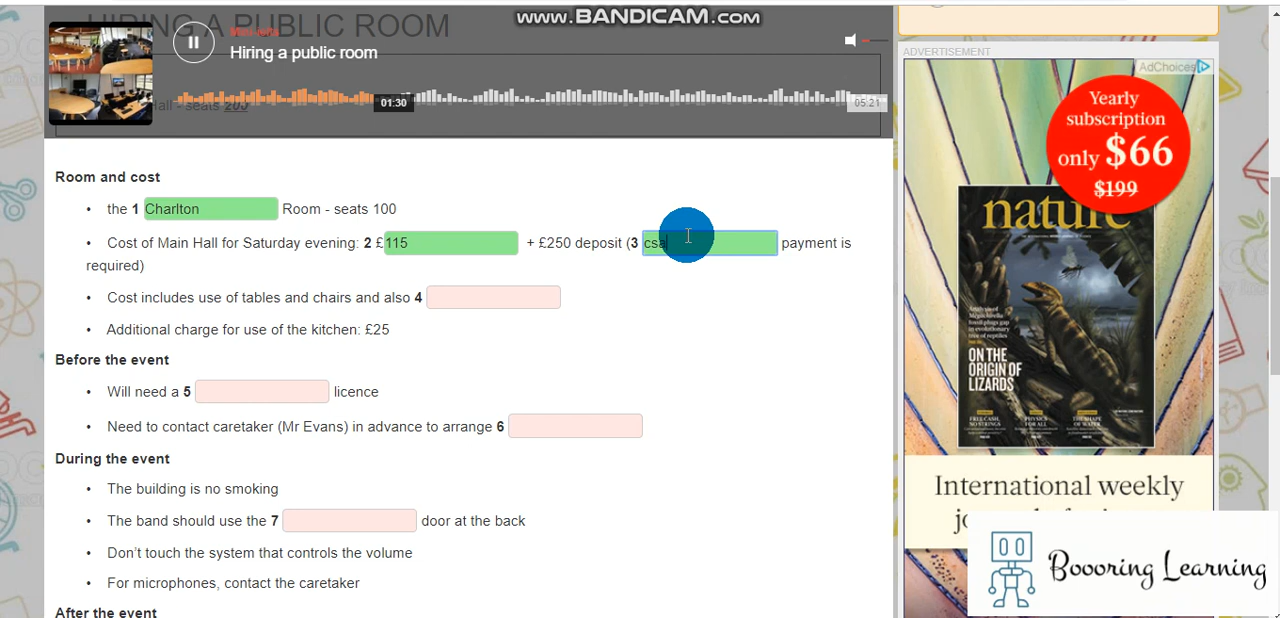 HIRING A PUBLIC ROOM
www.BANDICAM.com
Hiring a public room
Hall - seats 200
01:30
05:21
Room and cost
• the 1 Charlton Room - seats 100
• Cost of Main Hall for Saturday evening: 2 £ 115 + £250 deposit (3 csa payment is
required)
• Cost includes use of tables and chairs and also 4
• Additional charge for use of the kitchen: £25
Before the event
• Will need a 5 licence
• Need to contact caretaker (Mr Evans) in advance to arrange 6
During the event
• The building is no smoking
• The band should use the 7 door at the back
• Don’t touch the system that controls the volume
• For microphones, contact the caretaker
After the event
ADVERTISEMENT
AdChoices
Yearly
subscription
only $66
$199
nature
ON THE
ORIGIN OF
LIZARDS
International weekly
Boooring Learning